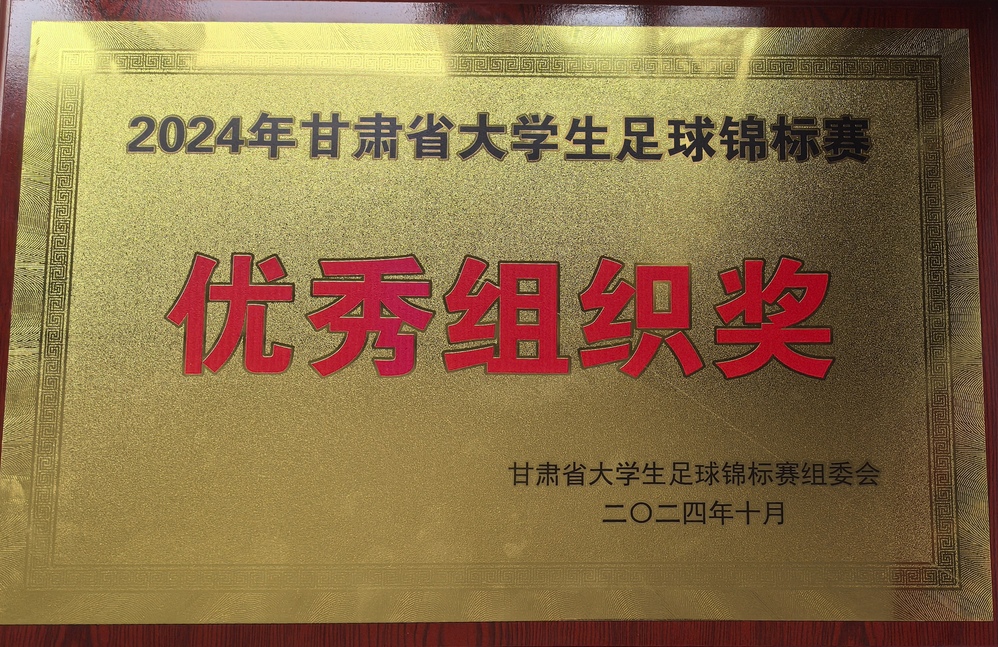 2024年甘肃省大学生足球锦标赛
优秀组织奖
甘肃省大学生足球锦标赛组委会
二〇二四年十月